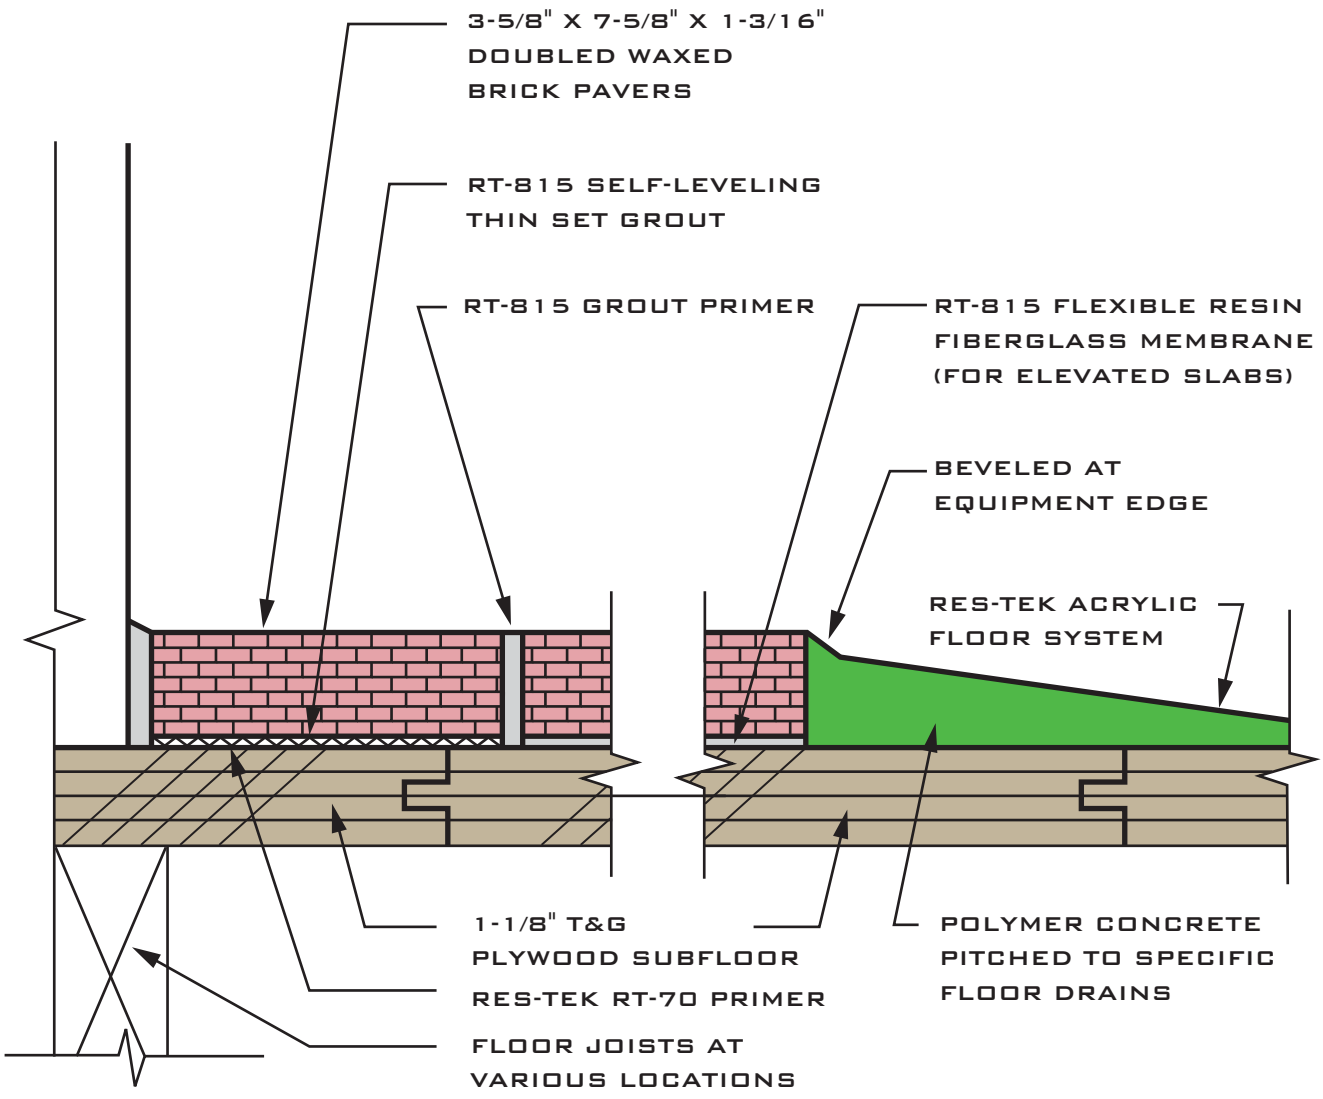 3-5/8" X 7-5/8" X 1-3/16"
DOUBLED WAXED
BRICK PAVERS
RT-815 SELF-LEVELING
THIN SET GROUT
RT-815 GROUT PRIMER
RT-815 FLEXIBLE RESIN
FIBERGLASS MEMBRANE
(FOR ELEVATED SLABS)
BEVELED AT
EQUIPMENT EDGE
RES-TEK ACRYLIC
FLOOR SYSTEM
1-1/8" T&G
PLYWOOD SUBFLOOR
RES-TEK RT-70 PRIMER
FLOOR JOISTS AT
VARIOUS LOCATIONS
POLYMER CONCRETE
PITCHED TO SPECIFIC
FLOOR DRAINS